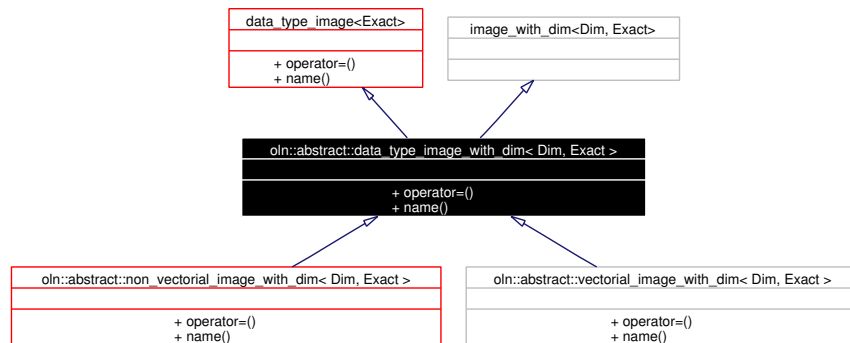 data_type_image<Exact>
+ operator=()
+ name()
image_with_dim<Dim, Exact>
oln::abstract::data_type_image_with_dim< Dim, Exact >
+ operator=()
+ name()
oln::abstract::non_vectorial_image_with_dim< Dim, Exact >
+ operator=()
+ name()
oln::abstract::vectorial_image_with_dim< Dim, Exact >
+ operator=()
+ name()